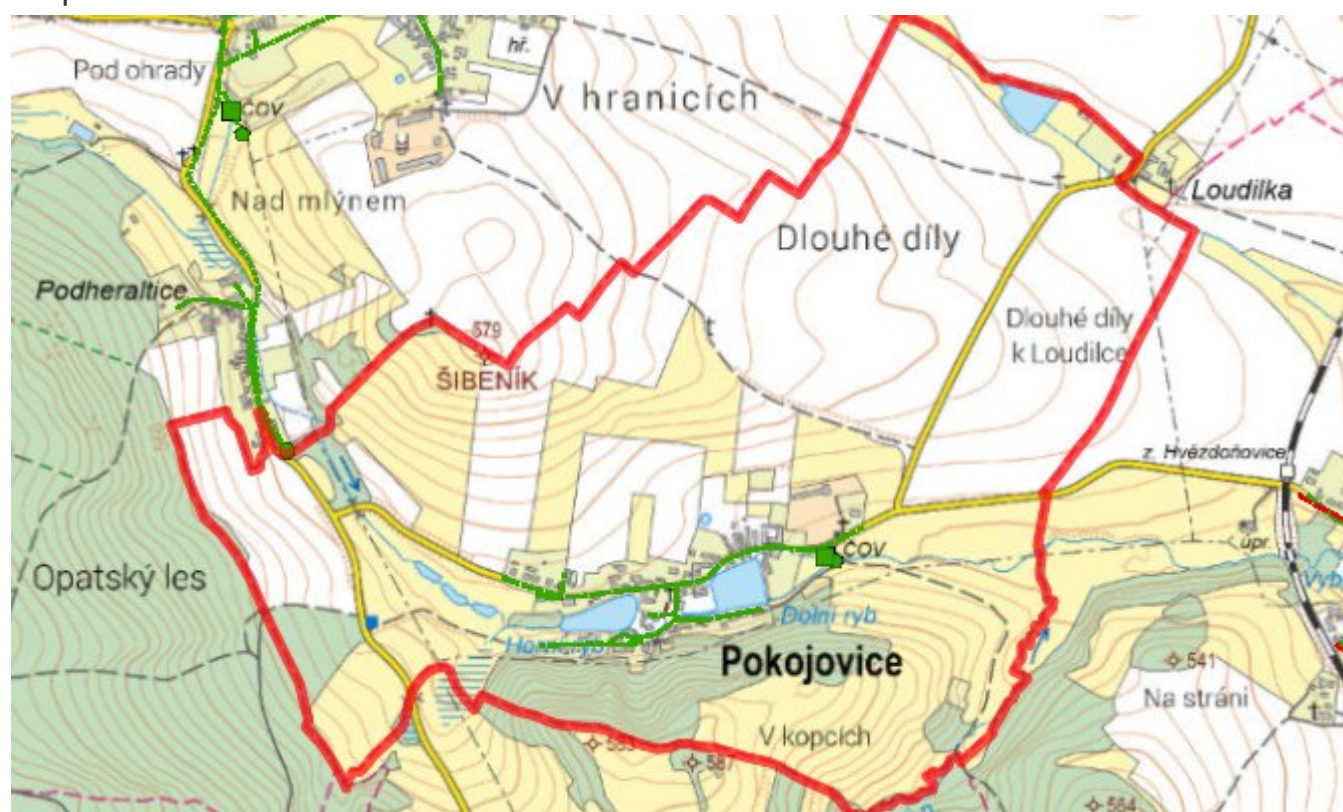 hř.
Pod ohrady
ČOV
V hranicích
Nad mlýnem
Loudilka
Dlouhé díly
Podheraltice
579
ŠIBENÍK
Dlouhé díly
k Loudilce
z. Hvězdoňovice
úpr.
ČOV
Opatský les
Dolní ryb.
Horní ryb.
Pokojovice
541
Na stráni
V kopcích
587
564